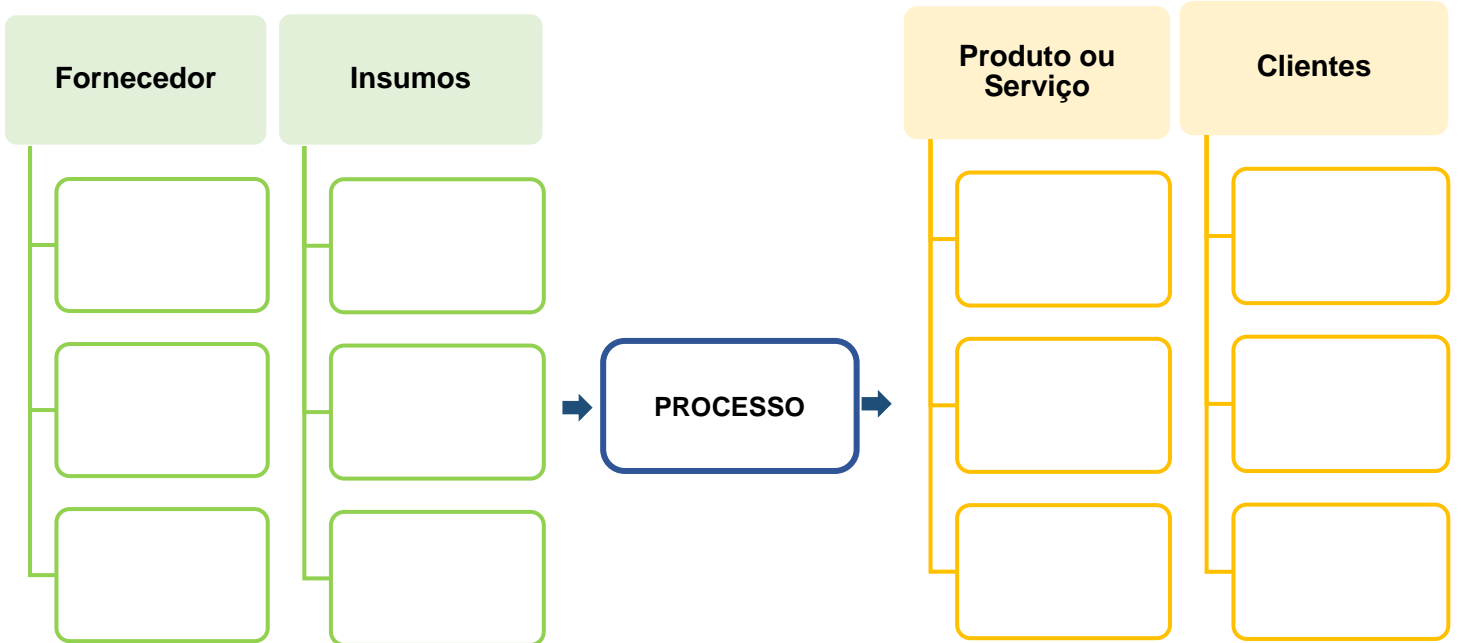 Fornecedor
Insumos
Produto ou
Serviço
Clientes
PROCESSO